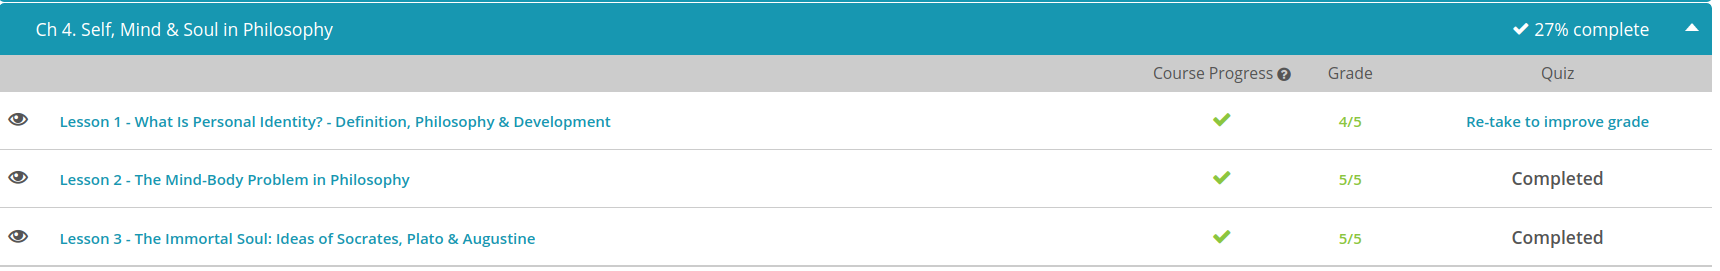 Ch 4. Self, Mind & Soul in Philosophy 27% complete
Course Progress ? Grade Quiz
Lesson 1 - What Is Personal Identity? - Definition, Philosophy & Development 4/5 Re-take to improve grade
Lesson 2 - The Mind-Body Problem in Philosophy 5/5 Completed
Lesson 3 - The Immortal Soul: Ideas of Socrates, Plato & Augustine 5/5 Completed